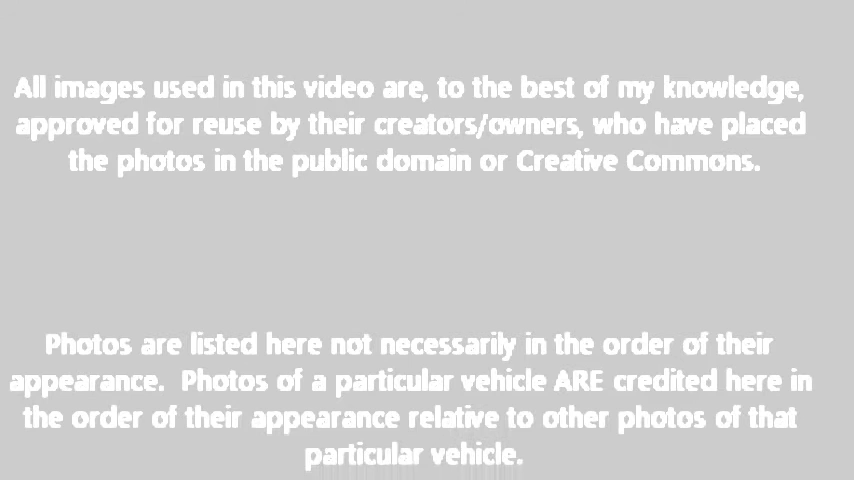 All images used in this video are, to the best of my knowledge,
approved for reuse by their creators/owners, who have placed
the photos in the public domain or Creative Commons.
Photos are listed here not necessarily in the order of their
appearance.  Photos of a particular vehicle ARE credited here in
the order of their appearance relative to other photos of that
particular vehicle.